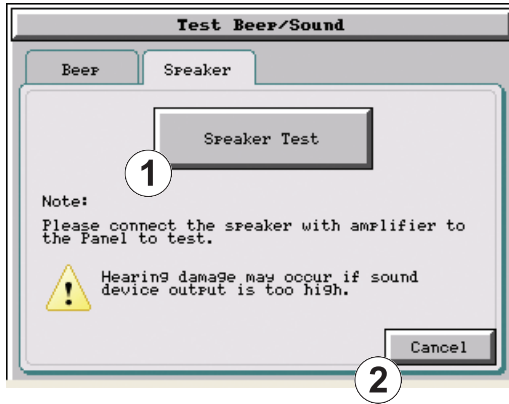 Test Beep/Sound
Beep
Speaker
Speaker Test
1
Note:
Please connect the speaker with amplifier to
the Panel to test.
Hearing damage may occur if sound
device output is too high.
Cancel
2